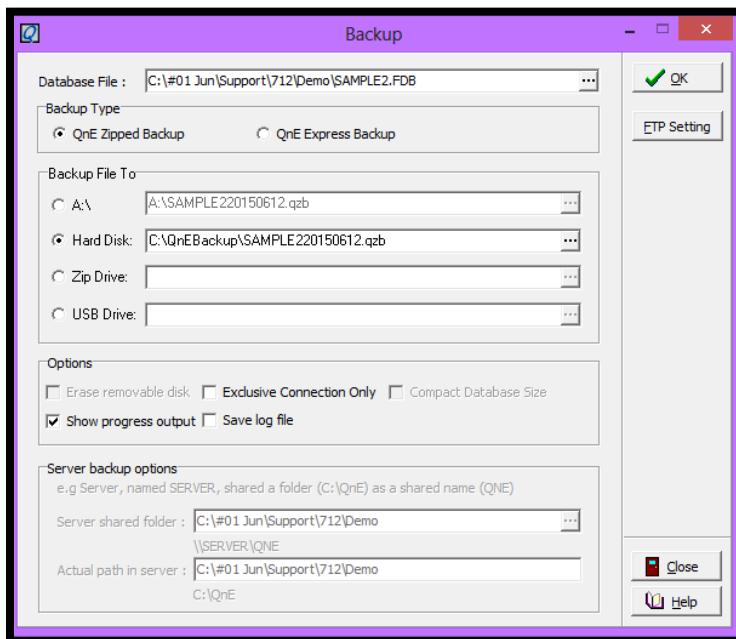 Backup
Database File : C:\#01 Jun\Support\712\Demo\SAMPLE2.FDB ...
OK
Backup Type
QnE Zipped Backup QnE Express Backup
FTP Setting
Backup File To
A:\ A:\SAMPLE220150612.qzb ...
Hard Disk: C:\QnEBackup\SAMPLE220150612.qzb ...
Zip Drive: ...
USB Drive: ...
Options
Erase removable disk Exclusive Connection Only Compact Database Size
Show progress output Save log file
Server backup options
e.g Server, named SERVER, shared a folder (C:\QnE) as a shared name (QNE)
Server shared folder : C:\#01 Jun\Support\712\Demo ...
\\SERVER\QNE
Actual path in server : C:\#01 Jun\Support\712\Demo
C:\QnE
Close
Help